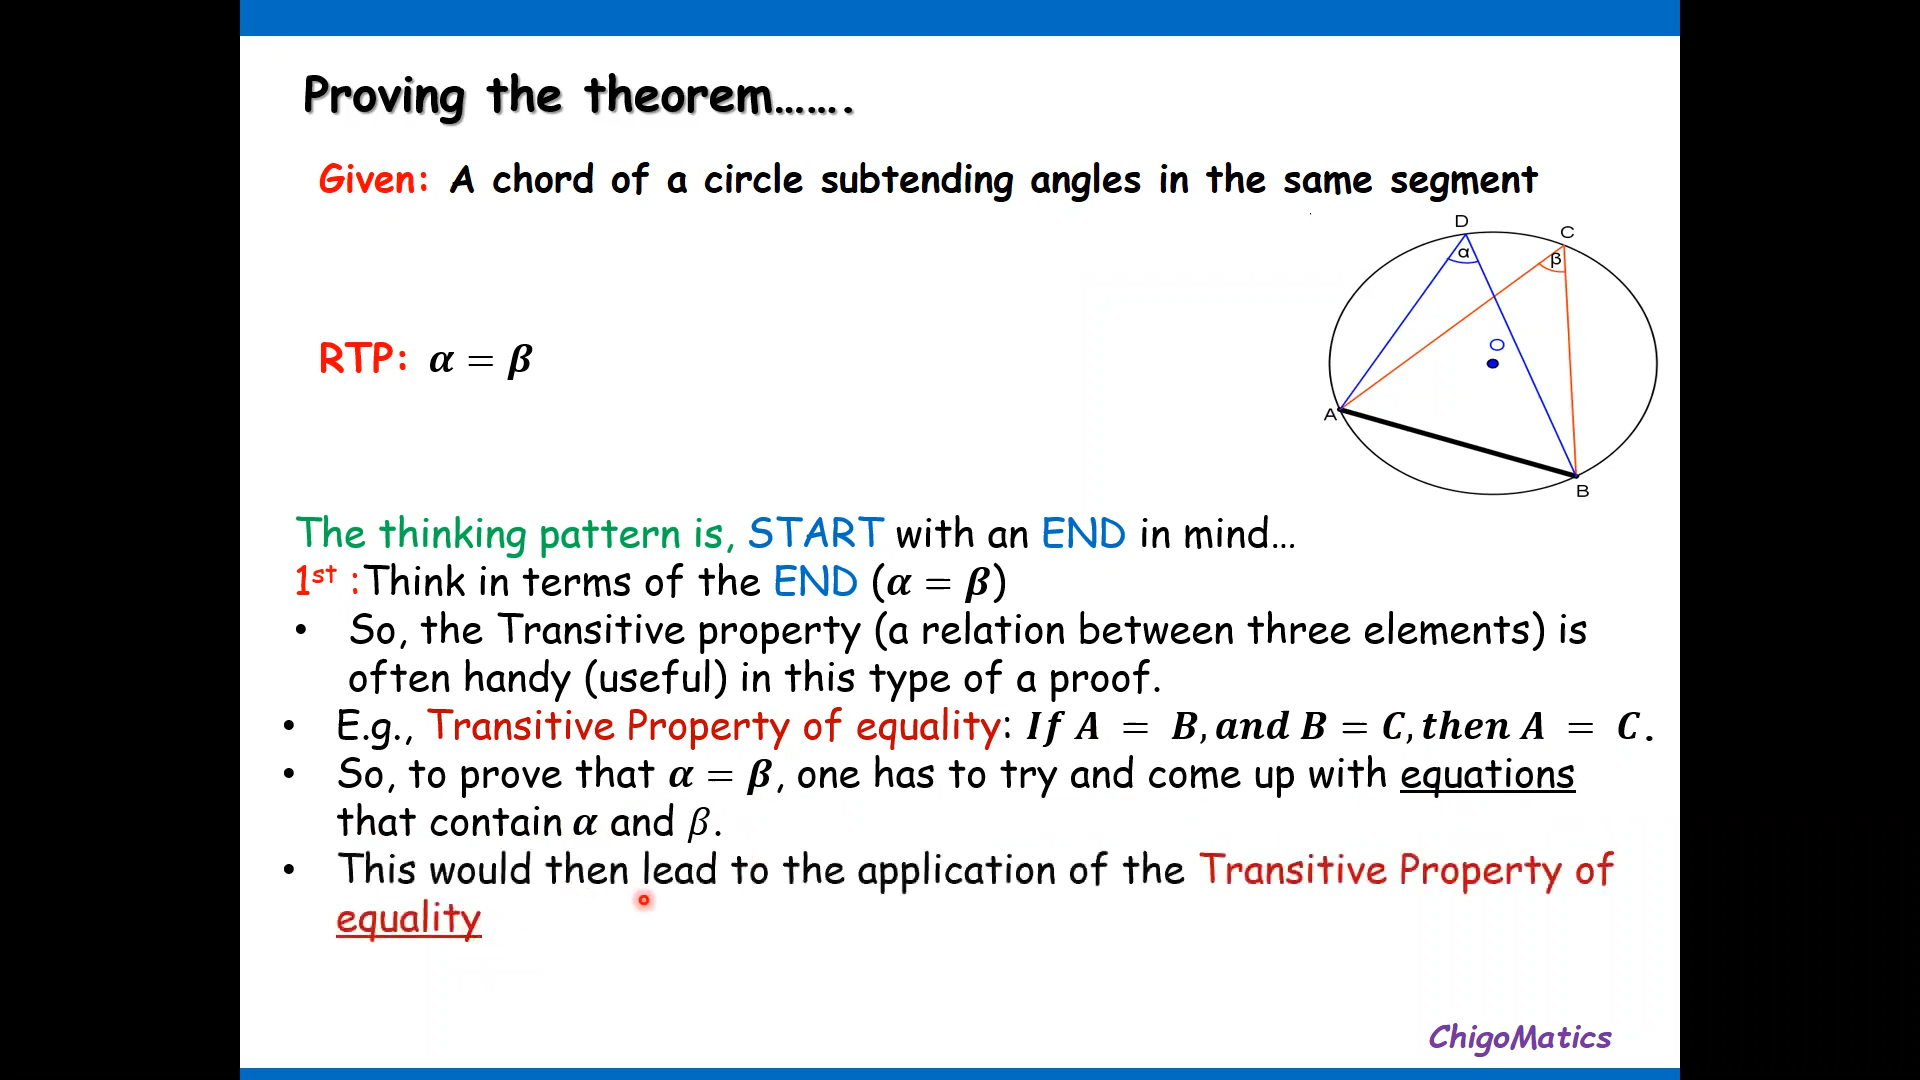 Proving the theorem…….
Given: A chord of a circle subtending angles in the same segment
D
C
α
β
RTP: α = β
O
A
B
The thinking pattern is, START with an END in mind…
1st :Think in terms of the END (α = β)
• So, the Transitive property (a relation between three elements) is
often handy (useful) in this type of a proof.
• E.g., Transitive Property of equality: If A = B, and B = C, then A = C.
• So, to prove that α = β, one has to try and come up with equations
that contain α and β.
• This would then lead to the application of the Transitive Property of
equality
ChigoMatics